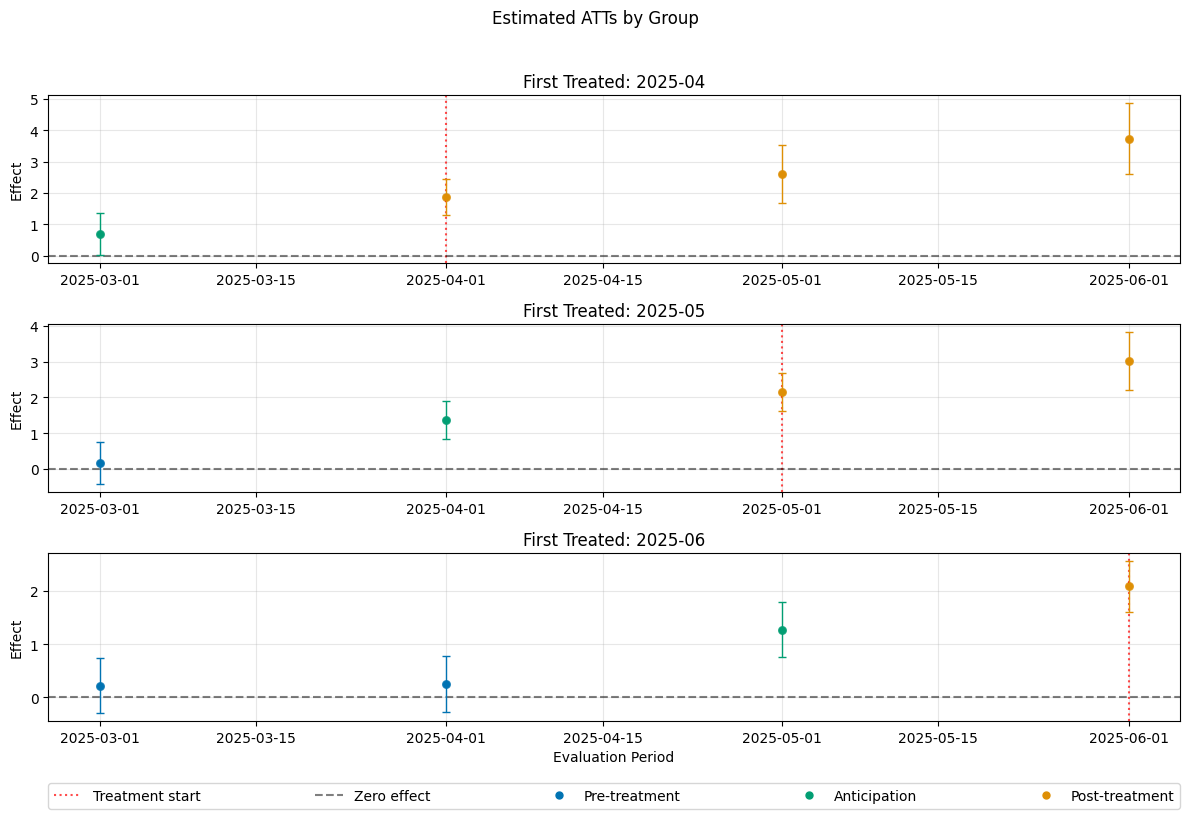 Estimated ATTs by Group
First Treated: 2025-04
Effect
5
4
3
2
1
0
2025-03-01 2025-03-15 2025-04-01 2025-04-15 2025-05-01 2025-05-15 2025-06-01
First Treated: 2025-05
Effect
4
3
2
1
0
2025-03-01 2025-03-15 2025-04-01 2025-04-15 2025-05-01 2025-05-15 2025-06-01
First Treated: 2025-06
Effect
2
1
0
2025-03-01 2025-03-15 2025-04-01 2025-04-15 2025-05-01 2025-05-15 2025-06-01
Evaluation Period
Treatment start Zero effect Pre-treatment Anticipation Post-treatment